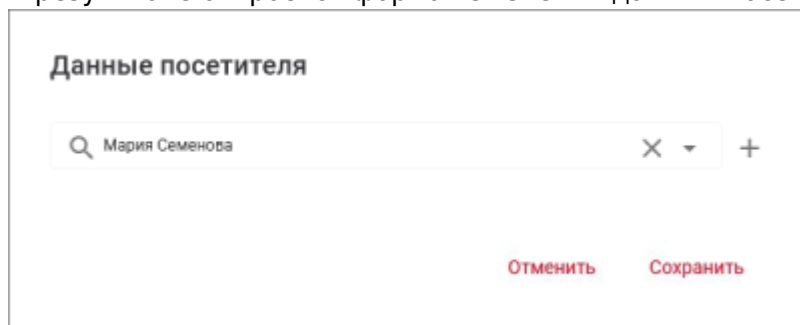 Данные посетителя
Мария Семенова
Отменить Сохранить